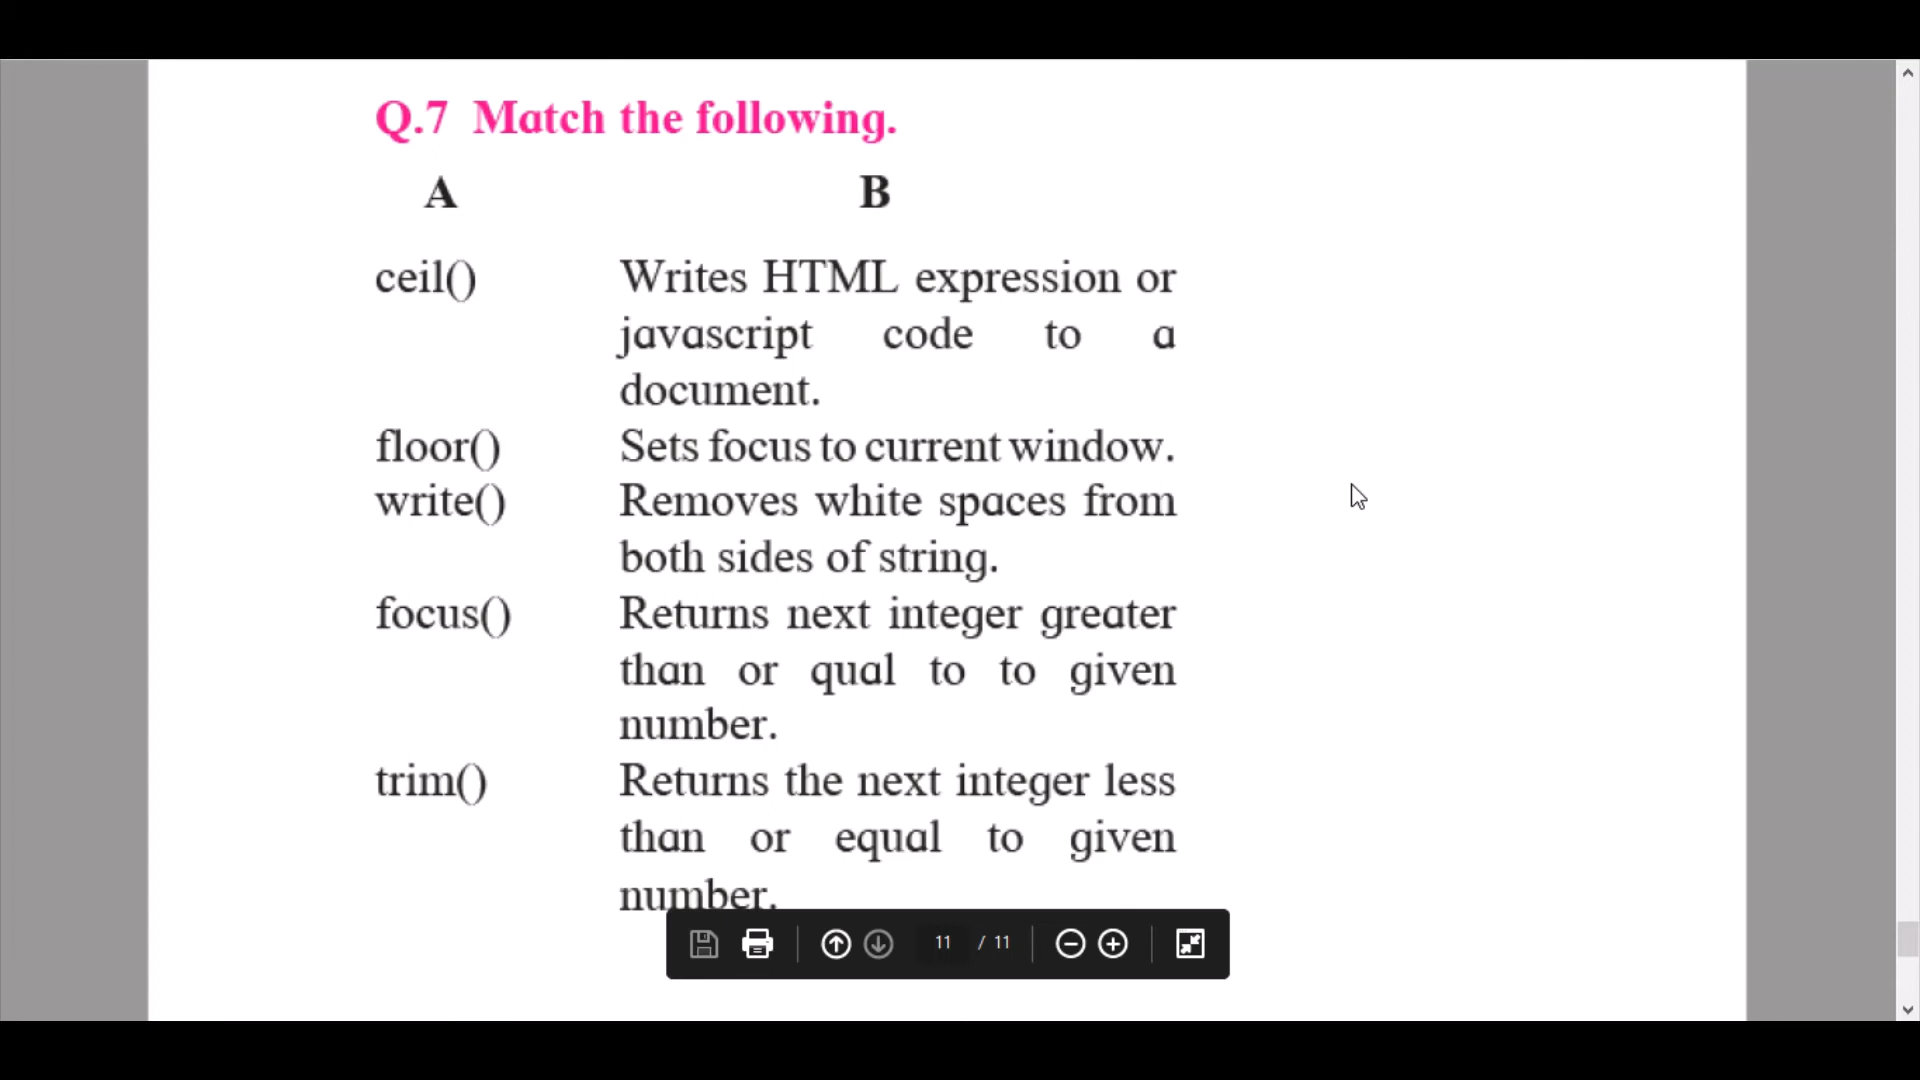 Q.7 Match the following.
A B
ceil() Writes HTML expression or
javascript code to a
document.
floor() Sets focus to current window.
write() Removes white spaces from
both sides of string.
focus() Returns next integer greater
than or qual to to given
number.
trim() Returns the next integer less
than or equal to given
number.
11 / 11